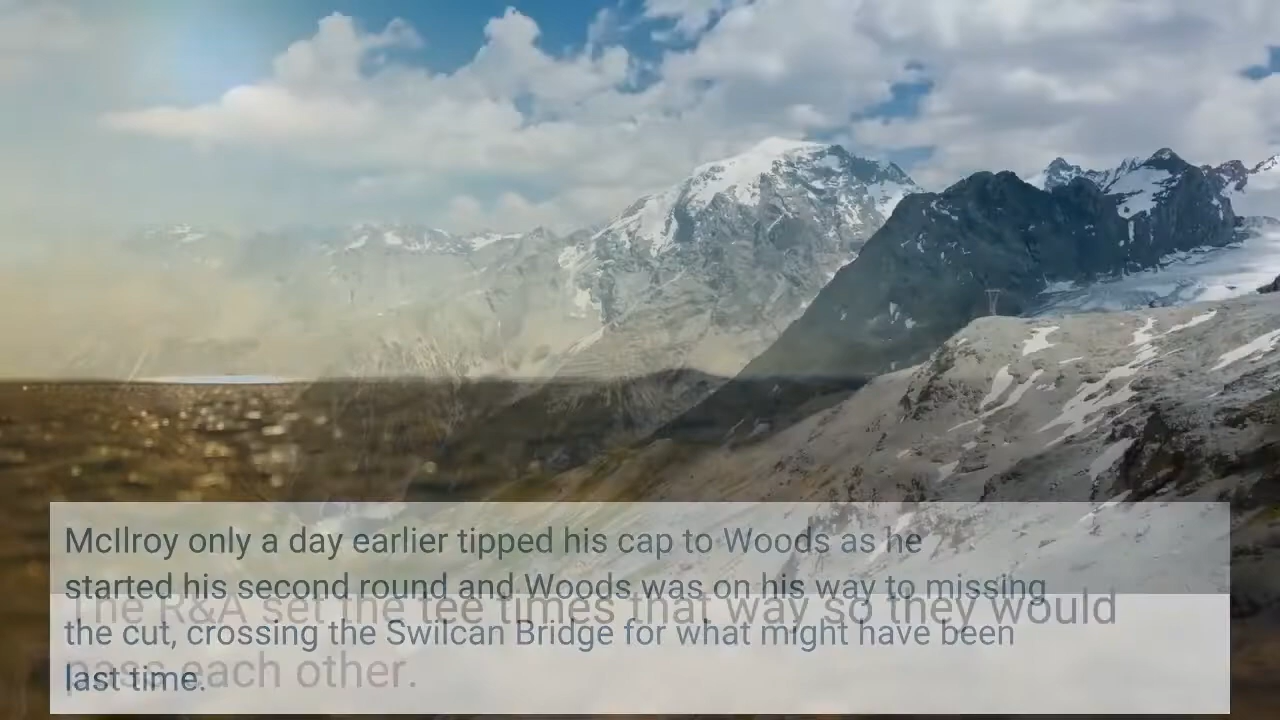 McIlroy only a day earlier tipped his cap to Woods as he
started his second round and Woods was on his way to missing
The R&A set the tee times that way so they would
the cut, crossing the Swilcan Bridge for what might have been
last time.
pass each other.